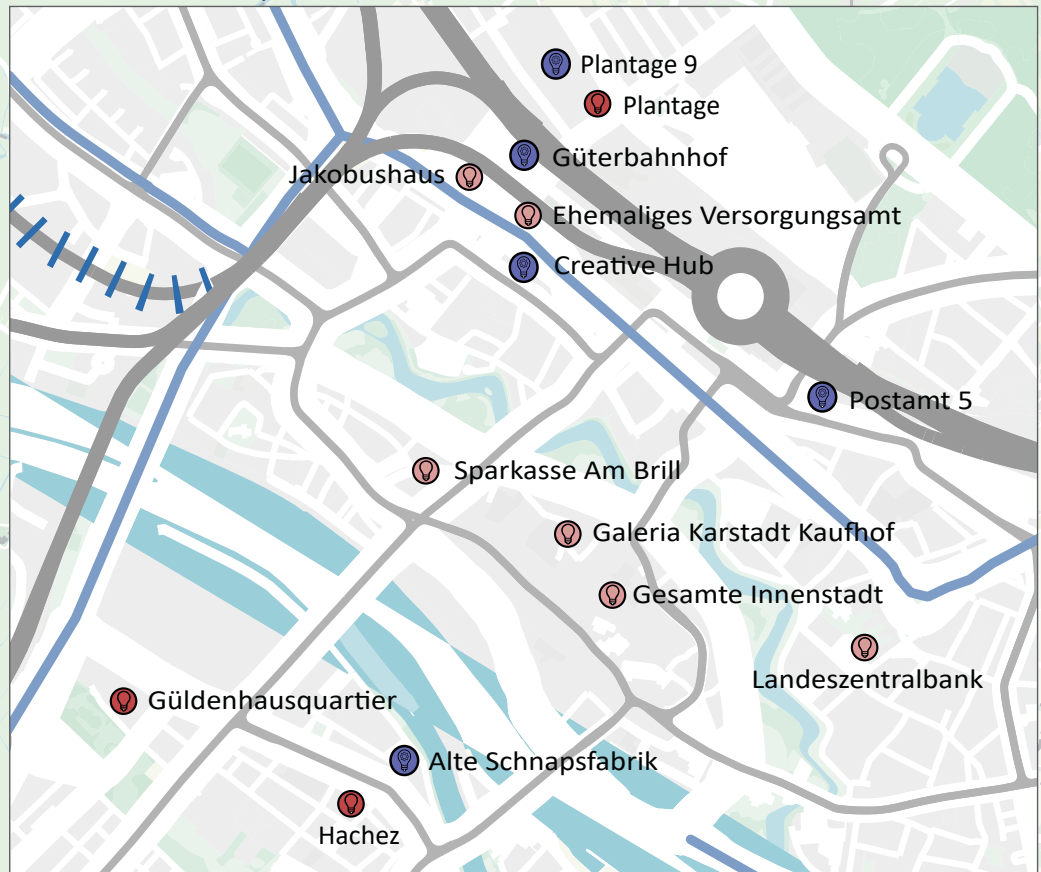 Plantage 9
Plantage
Güterbahnhof
Jakobushaus
Ehemaliges Versorgungsamt
Creative Hub
Postamt 5
Sparkasse Am Brill
Galeria Karstadt Kaufhof
Gesamte Innenstadt
Landeszentralbank
Güldenhausquartier
Alte Schnapsfabrik
Hachez